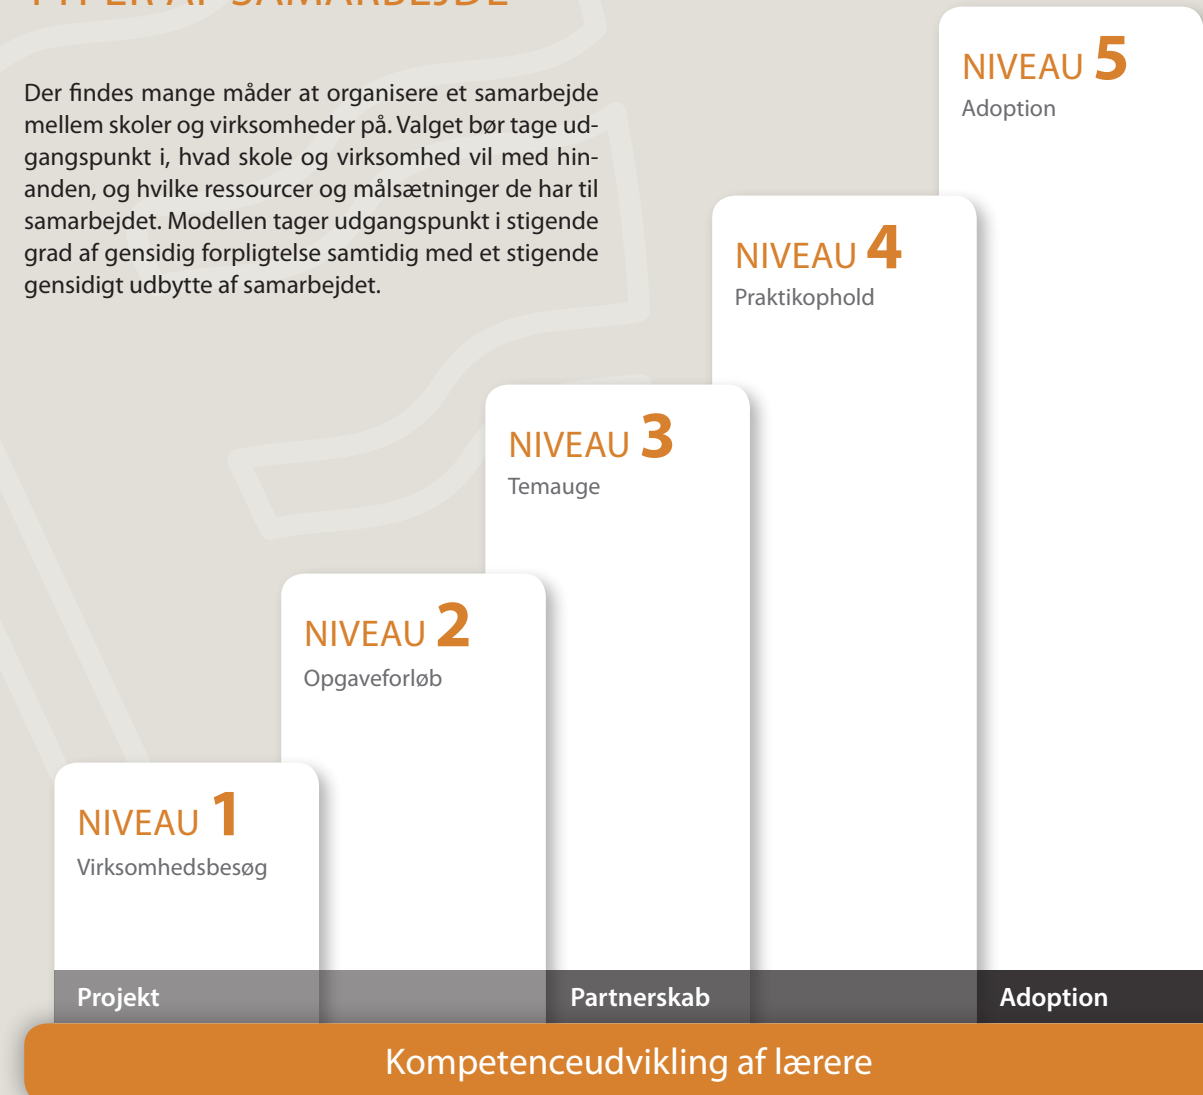 TYPER AF SAMARBEJDE
Der findes mange måder at organisere et samarbejde
mellem skoler og virksomheder på. Valget bør tage ud-
gangspunkt i, hvad skole og virksomhed vil med hin-
anden, og hvilke ressourcer og målsætninger de har til
samarbejdet. Modellen tager udgangspunkt i stigende
grad af gensidig forpligtelse samtidig med et stigende
gensidigt udbytte af samarbejdet.
NIVEAU 5
Adoption
NIVEAU 4
Praktikophold
NIVEAU 3
Temauge
NIVEAU 2
Opgaveforløb
NIVEAU 1
Virksomhedsbesøg
Projekt
Partnerskab
Adoption
Kompetenceudvikling af lærere